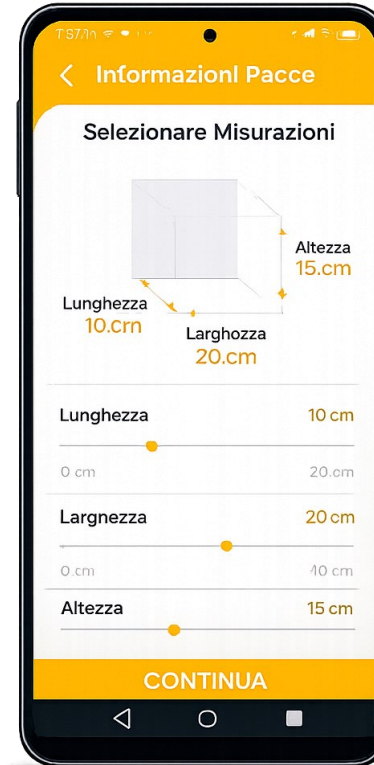 Informazionl Pacce
Selezionare Misurazioni
Altezza
15.cm
Lunghezza
10.crn
Larghozza
20.cm
Lunghezza 10 cm
0 cm 20.cm
Largnezza 20 cm
0.cm 40 cm
Altezza 15 cm
CONTINUA